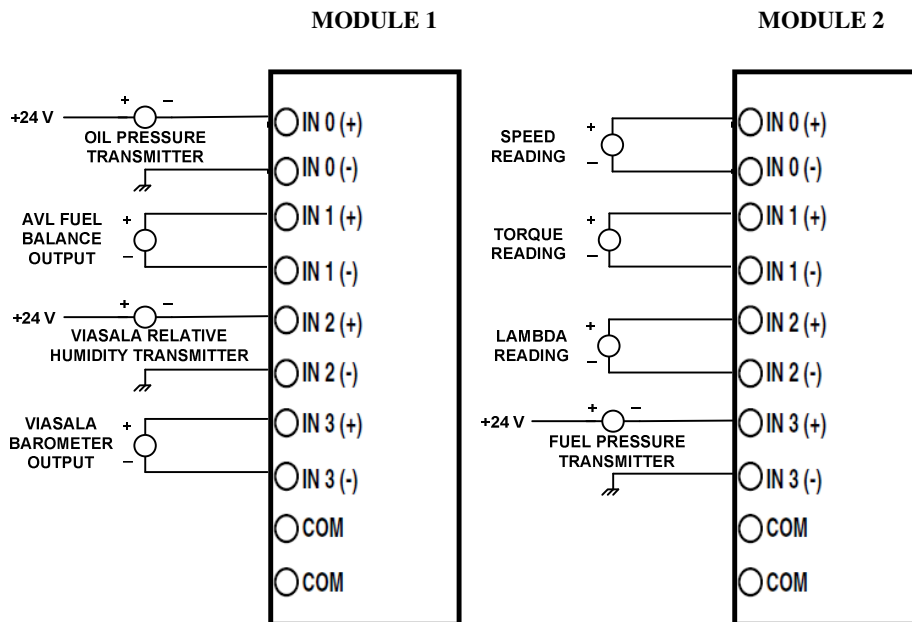 MODULE 1
+24 V
+ −
OIL PRESSURE
TRANSMITTER
IN 0 (+)
IN 0 (-)
AVL FUEL
BALANCE
OUTPUT
+
−
IN 1 (+)
IN 1 (-)
+24 V
+ −
VIASALA RELATIVE
HUMIDITY TRANSMITTER
IN 2 (+)
IN 2 (-)
VIASALA
BAROMETER
OUTPUT
+
−
IN 3 (+)
IN 3 (-)
COM
COM
MODULE 2
SPEED
READING
+
−
IN 0 (+)
IN 0 (-)
TORQUE
READING
+
−
IN 1 (+)
IN 1 (-)
LAMBDA
READING
+
−
IN 2 (+)
IN 2 (-)
+24 V
+ −
FUEL PRESSURE
TRANSMITTER
IN 3 (+)
IN 3 (-)
COM
COM